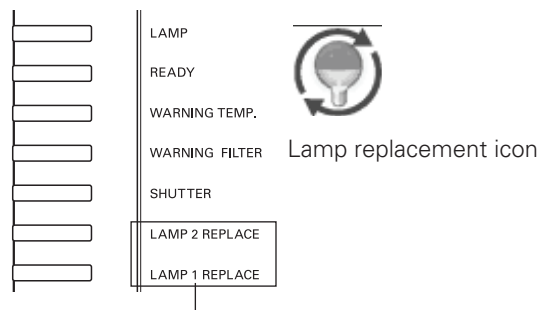 LAMP
READY
WARNING TEMP.
WARNING FILTER
SHUTTER
LAMP 2 REPLACE
LAMP 1 REPLACE
Lamp replacement icon